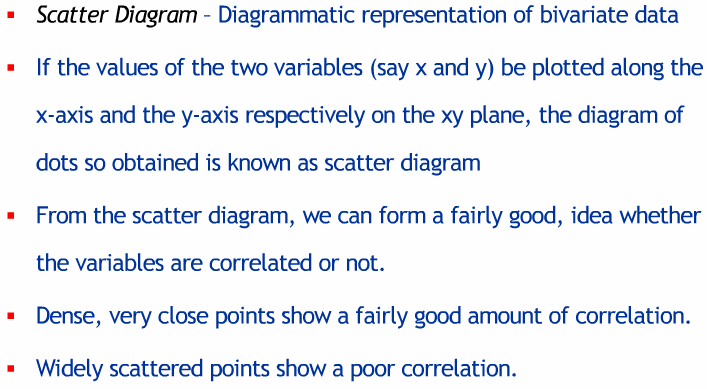 ▪ Scatter Diagram – Diagrammatic representation of bivariate data
▪ If the values of the two variables (say x and y) be plotted along the
x-axis and the y-axis respectively on the xy plane, the diagram of
dots so obtained is known as scatter diagram
▪ From the scatter diagram, we can form a fairly good, idea whether
the variables are correlated or not.
▪ Dense, very close points show a fairly good amount of correlation.
▪ Widely scattered points show a poor correlation.